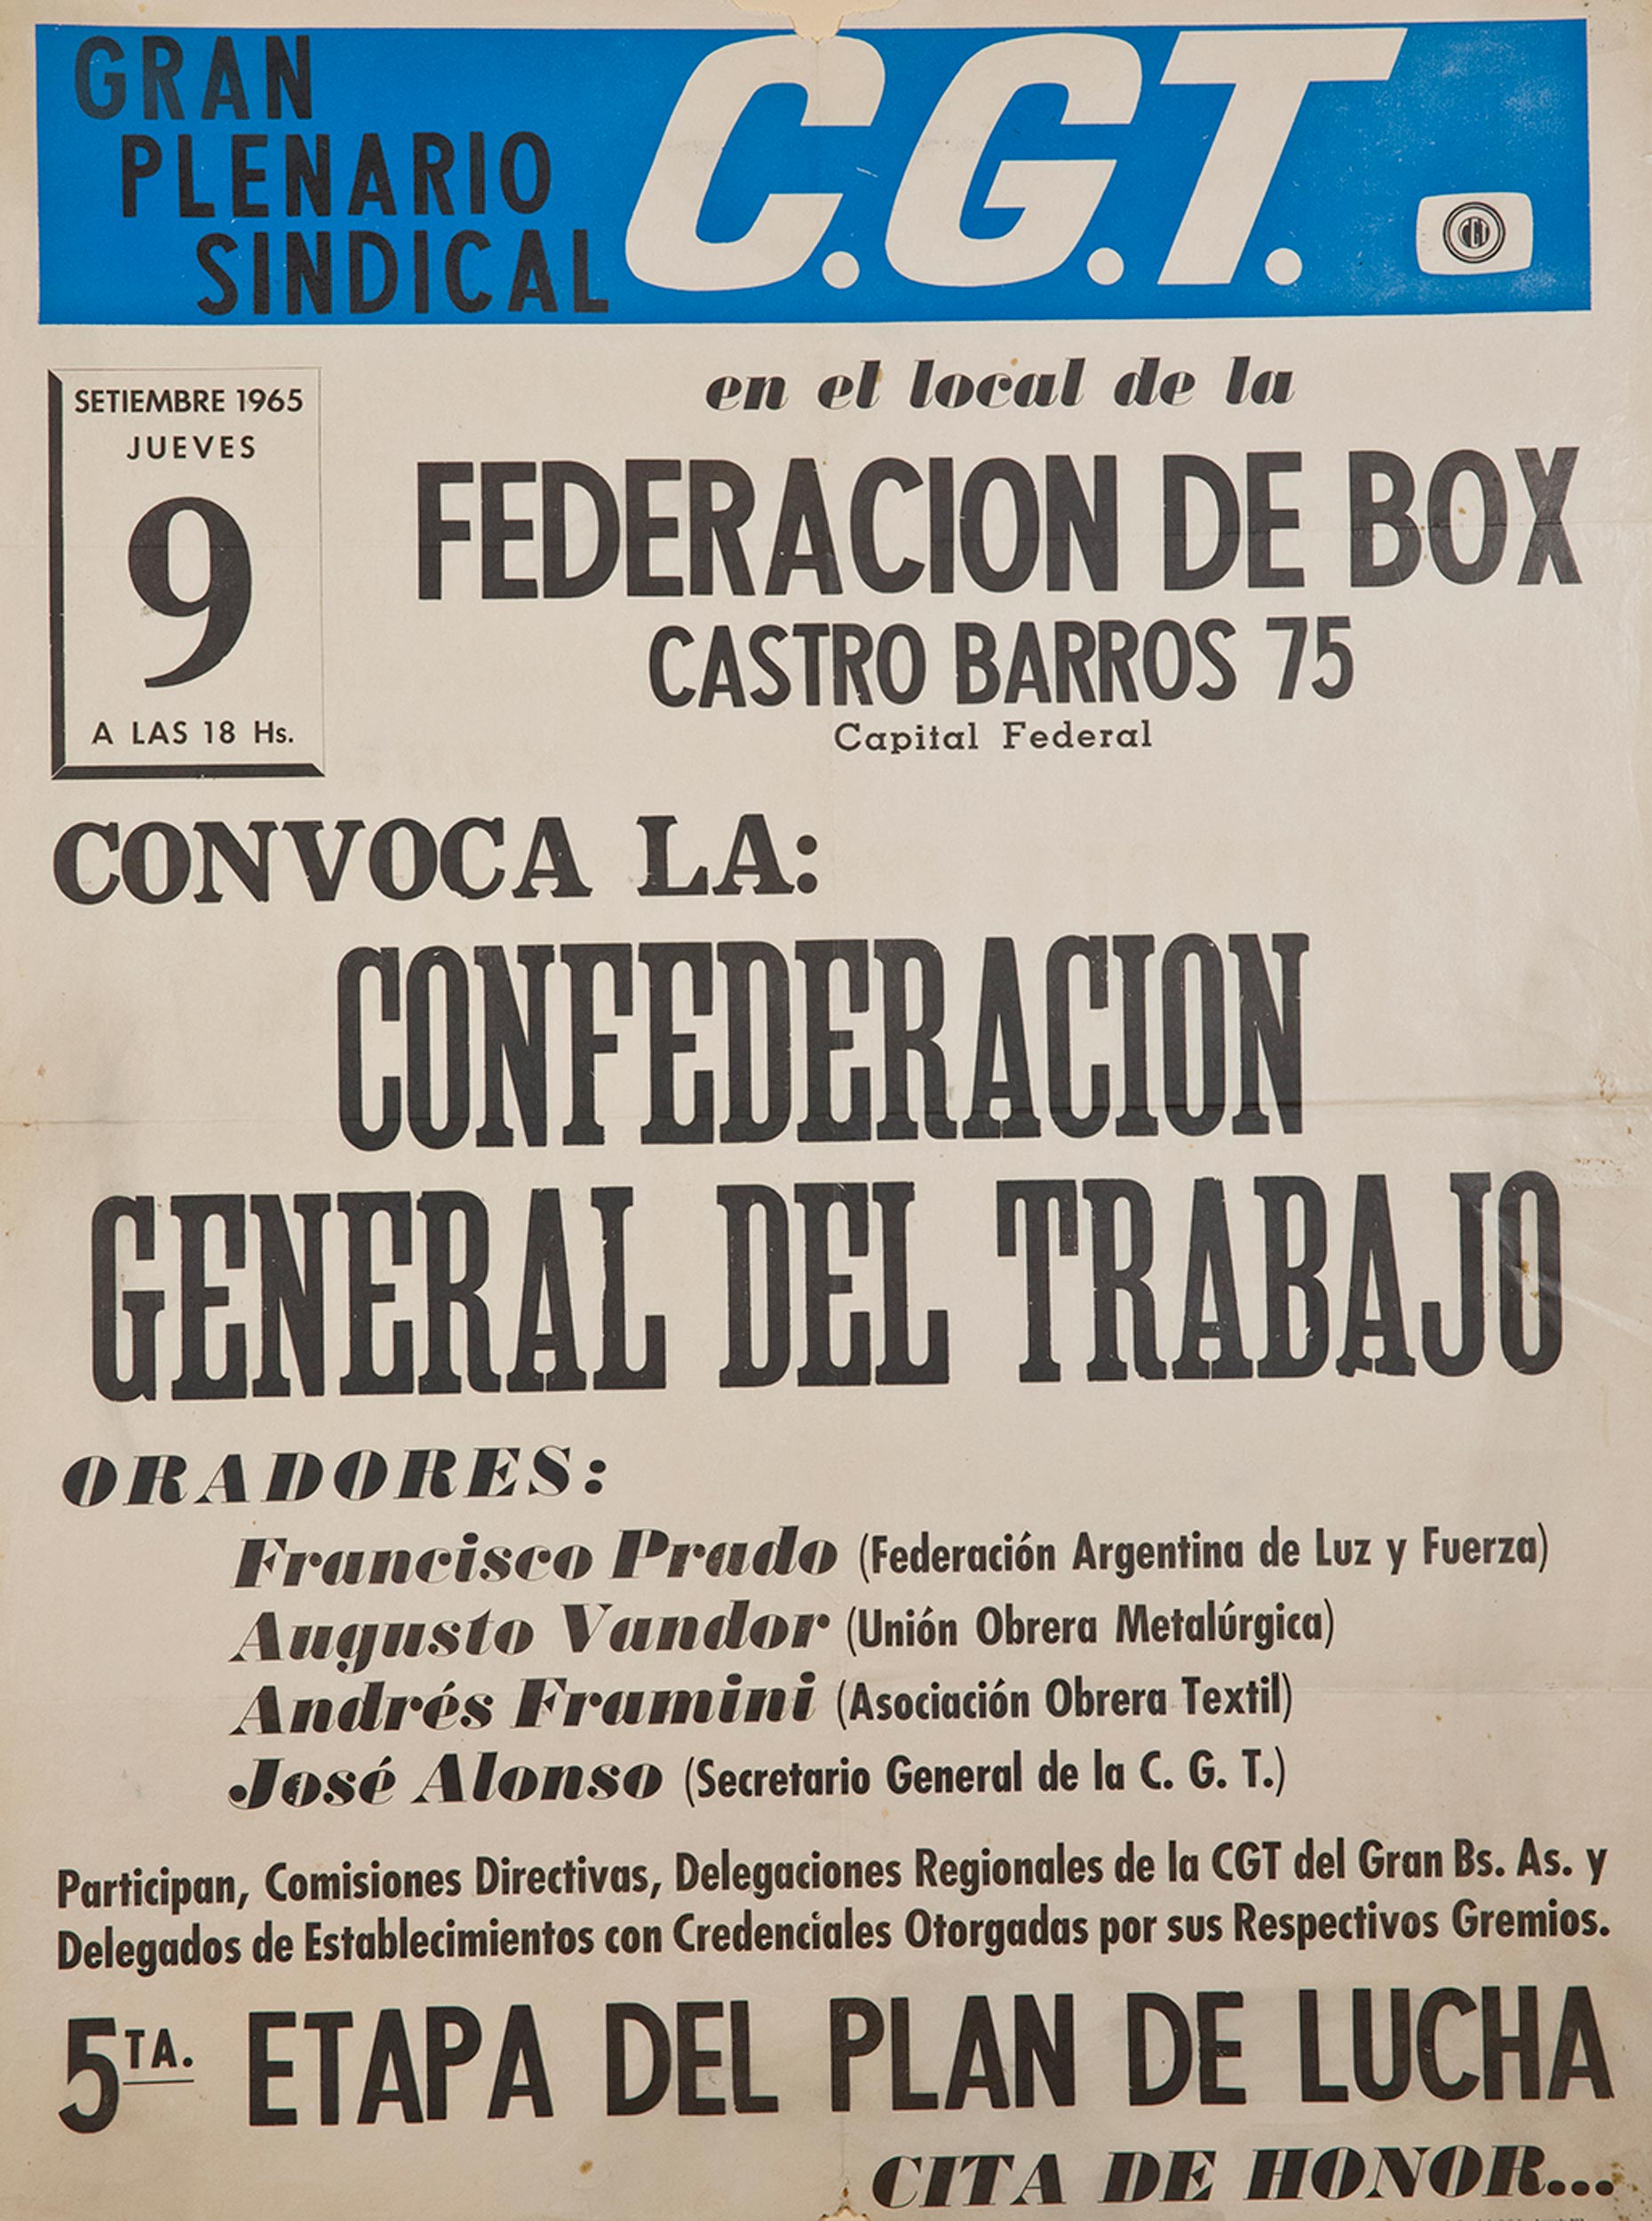 GRAN
PLENARIO
SINDICAL
C.G.T.
CGT
SETIEMBRE 1965
JUEVES
9
A LAS 18 Hs.
en el local de la
FEDERACION DE BOX
CASTRO BARROS 75
Capital Federal
CONVOCA LA:
CONFEDERACION
GENERAL DEL TRABAJO
ORADORES:
Francisco Prado (Federación Argentina de Luz y Fuerza)
Augusto Vandor (Unión Obrera Metalúrgica)
Andrés Framini (Asociación Obrera Textil)
José Alonso (Secretario General de la C. G. T.)
Participan, Comisiones Directivas, Delegaciones Regionales de la CGT del Gran Bs. As. y
Delegados de Establecimientos con Credenciales Otorgadas por sus Respectivos Gremios.
5TA. ETAPA DEL PLAN DE LUCHA
CITA DE HONOR...